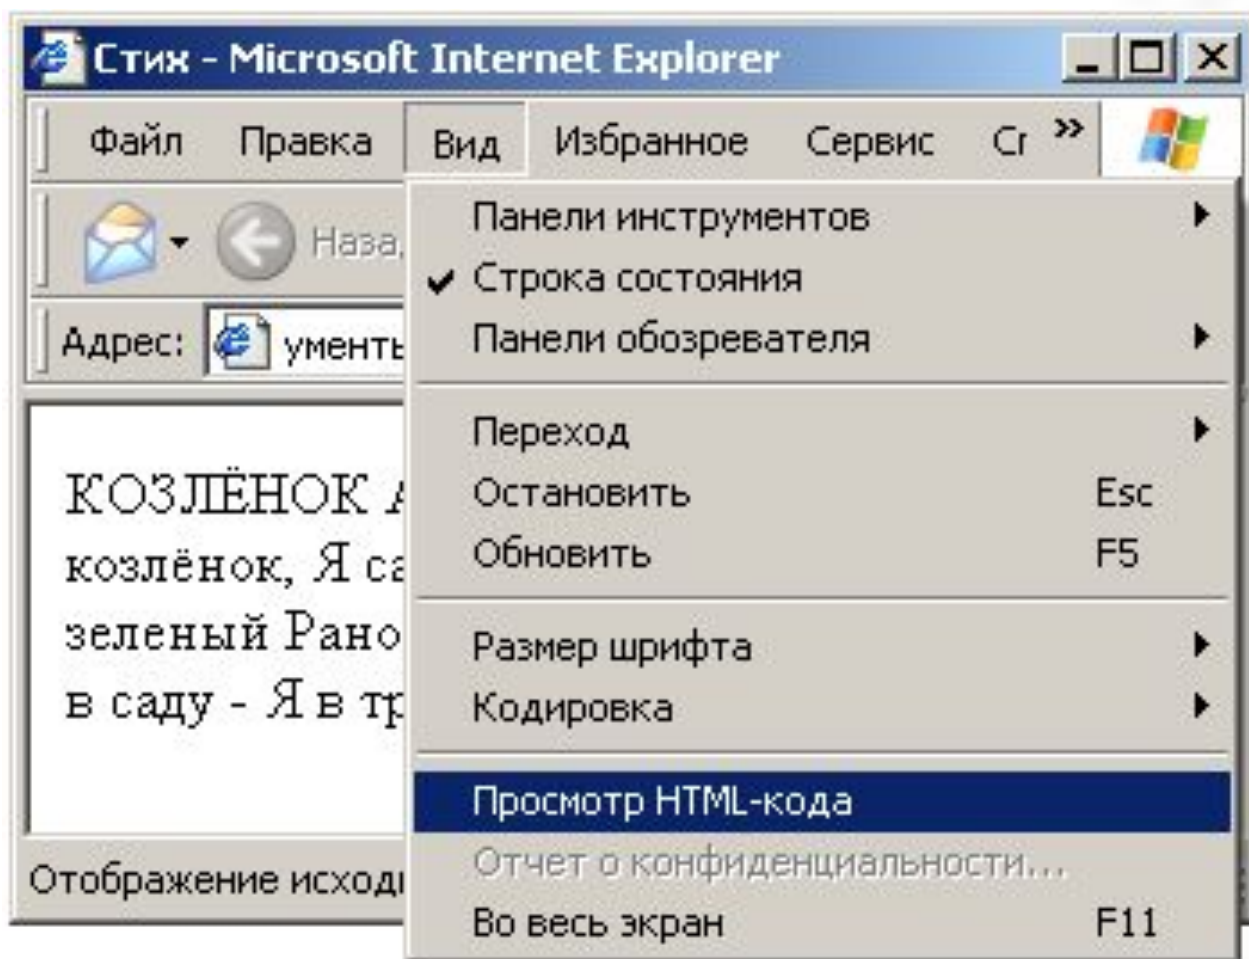 Стих - Microsoft Internet Explorer
Файл Правка Вид Избранное Сервис »
Панели инструментов
Строка состояния
Панели обозревателя
Переход
Остановить Esc
Обновить F5
Размер шрифта
Кодировка
Просмотр HTML-кода
Отчет о конфиденциальности...
Во весь экран F11
Адрес:
КОЗЛЁНОК
козлёнок, Я
зеленый Рано
в саду - Я в
Отображение